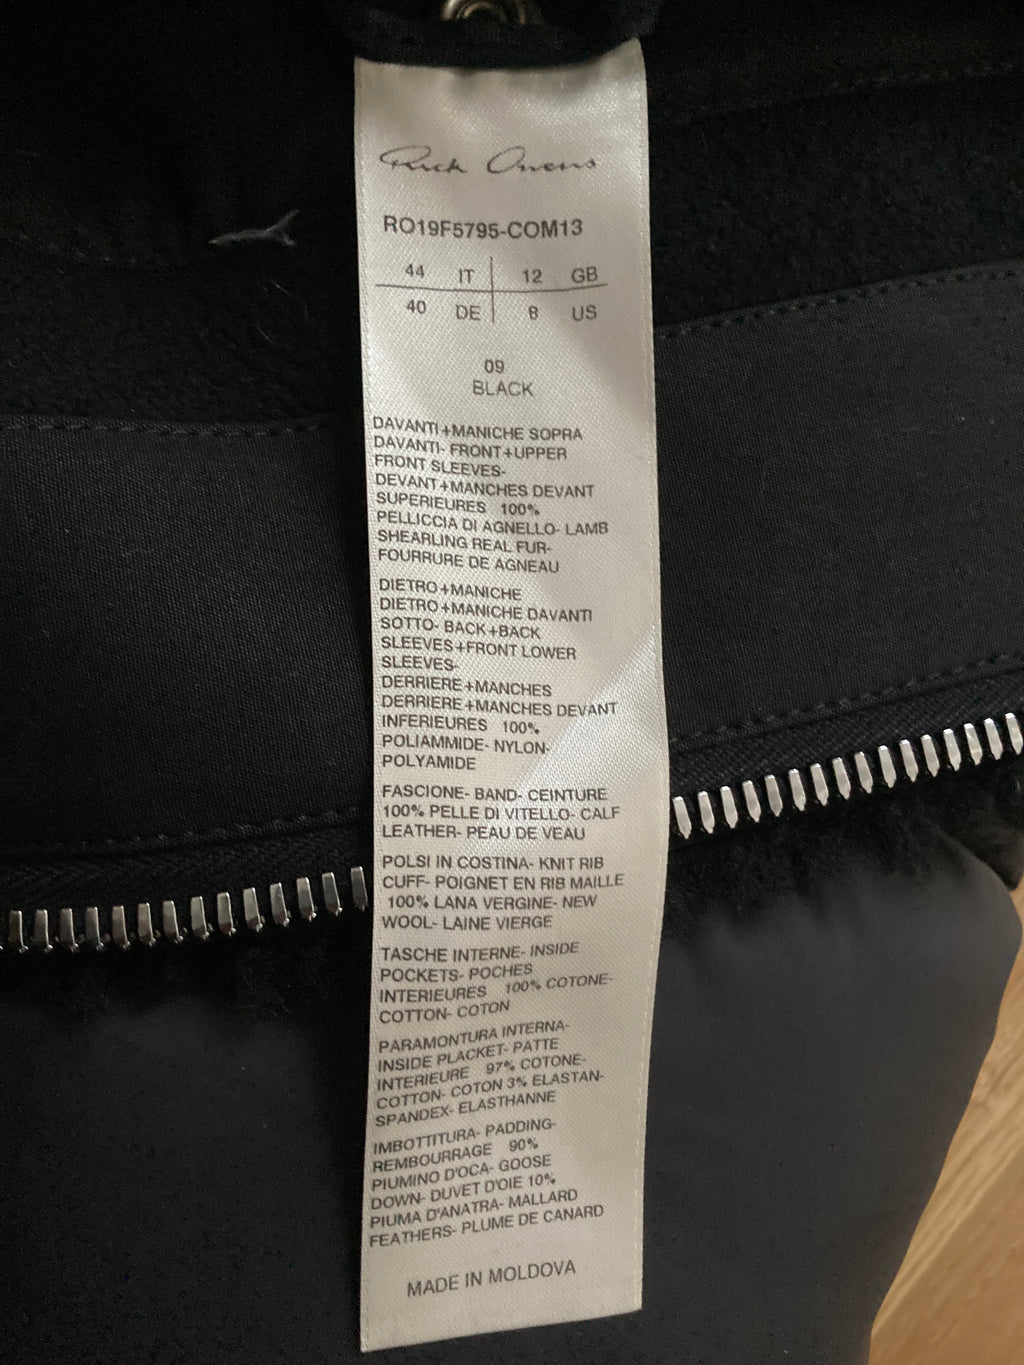 Rick Owens
RO19F5795-COM13
44 IT 12 GB
40 DE 8 US
09
BLACK
DAVANTI+MANICHE SOPRA
DAVANTI- FRONT+UPPER
FRONT SLEEVES-
DEVANT+MANCHES DEVANT
SUPERIEURES 100%
PELLICCIA DI AGNELLO- LAMB
SHEARLING REAL FUR-
FOURRURE DE AGNEAU
DIETRO+MANICHE
DIETRO+MANICHE DAVANTI
SOTTO- BACK+BACK
SLEEVES+FRONT LOWER
SLEEVES-
DERRIERE+MANCHES
DERRIERE+MANCHES DEVANT
INFERIEURES 100%
POLIAMMIDE- NYLON-
POLYAMIDE
FASCIONE- BAND- CEINTURE
100% PELLE DI VITELLO- CALF
LEATHER- PEAU DE VEAU
POLSI IN COSTINA- KNIT RIB
CUFF- POIGNET EN RIB MAILLE
100% LANA VERGINE- NEW
WOOL- LAINE VIERGE
TASCHE INTERNE- INSIDE
POCKETS- POCHES
INTERIEURES 100% COTONE-
COTTON- COTON
PARAMONTURA INTERNA-
INSIDE PLACKET- PATTE
INTERIEURE 97% COTONE-
COTTON- COTON 3% ELASTAN-
SPANDEX- ELASTHANNE
IMBOTTITURA- PADDING-
REMBOURRAGE 90%
PIUMINO D'OCA- GOOSE
DOWN- DUVET D'OIE 10%
PIUMA D'ANATRA- MALLARD
FEATHERS- PLUME DE CANARD
MADE IN MOLDOVA